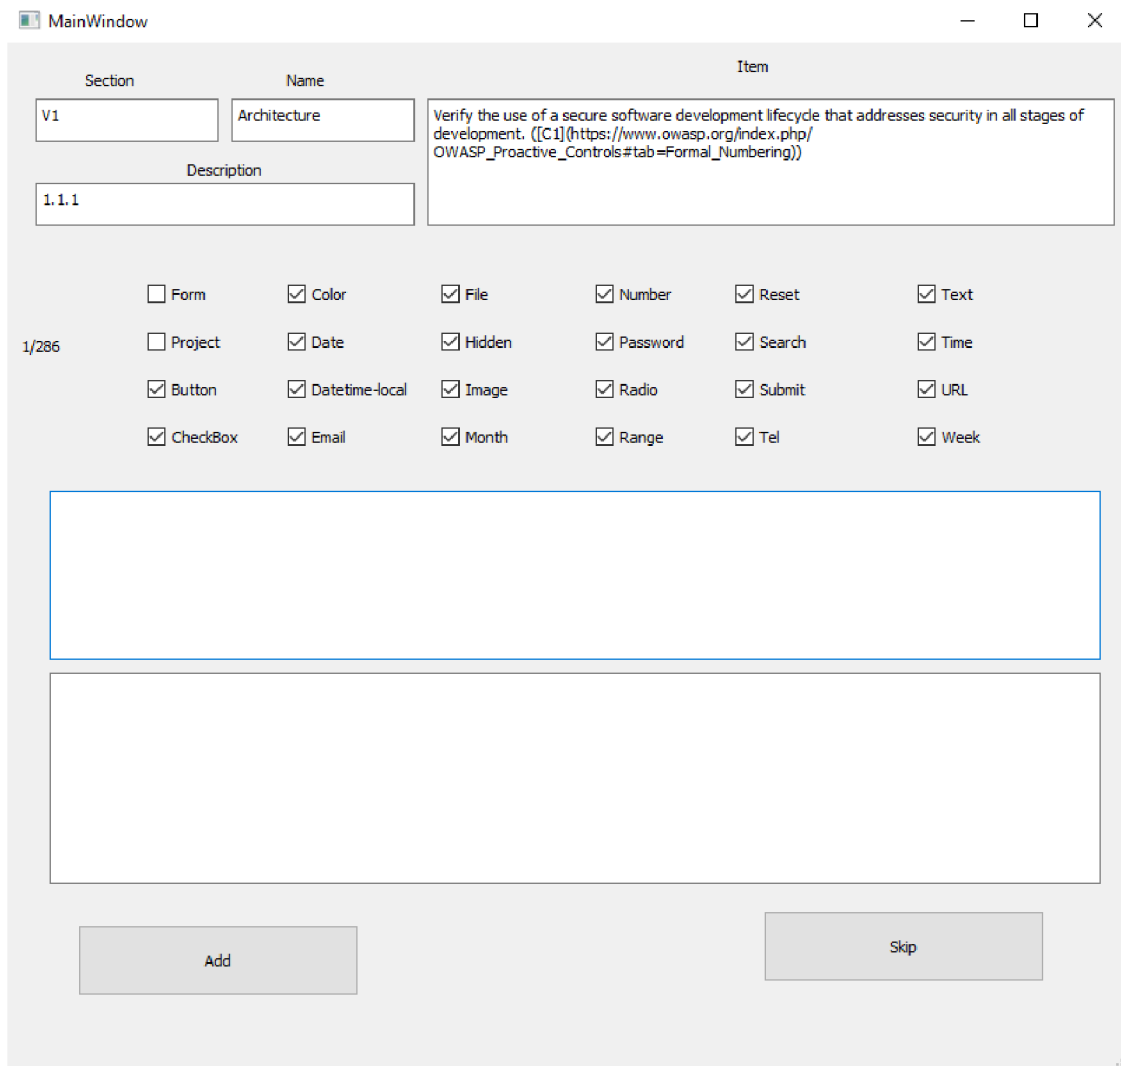 MainWindow
Item
Section Name
V1 Architecture
Verify the use of a secure software development lifecycle that addresses security in all stages of
development. ([C1](https://www.owasp.org/index.php/
OWASP_Proactive_Controls#tab=Formal_Numbering))
Description
1.1.1
Form Color File Number Reset Text
1/286
Project Date Hidden Password Search Time
Button Datetime-local Image Radio Submit URL
CheckBox Email Month Range Tel Week
Add Skip